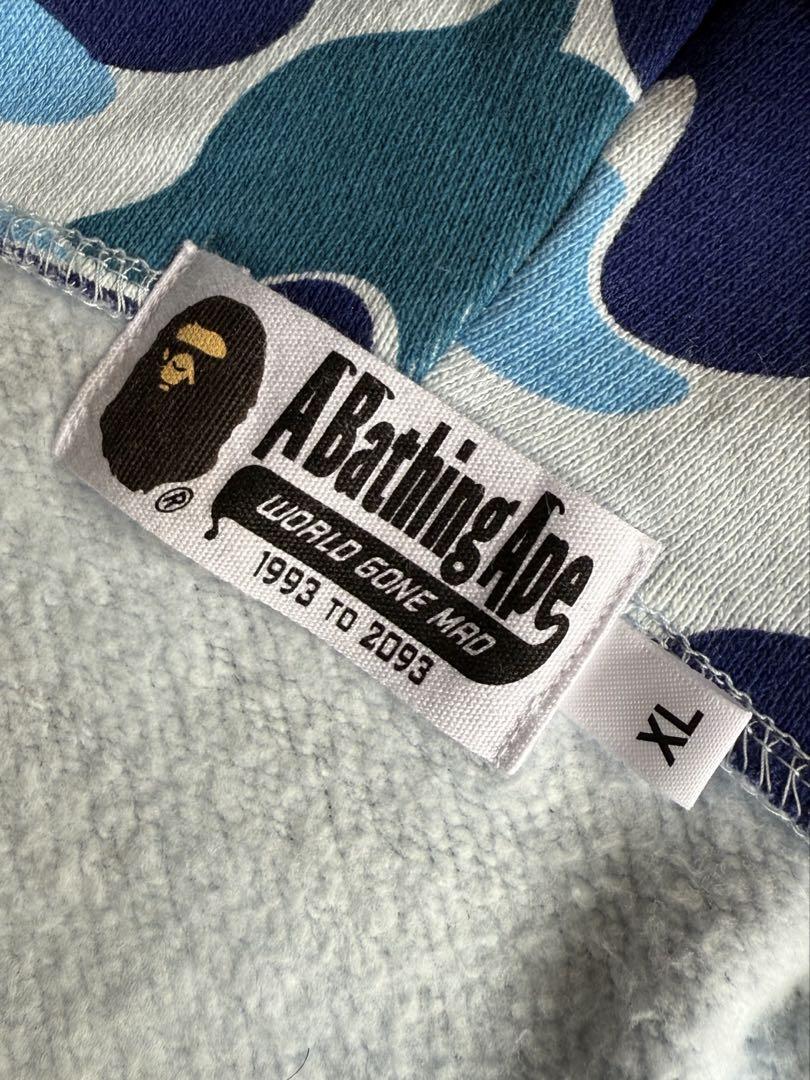 A Bathing Ape
®
WORLD GONE MAD
1993 TO 2093
XL